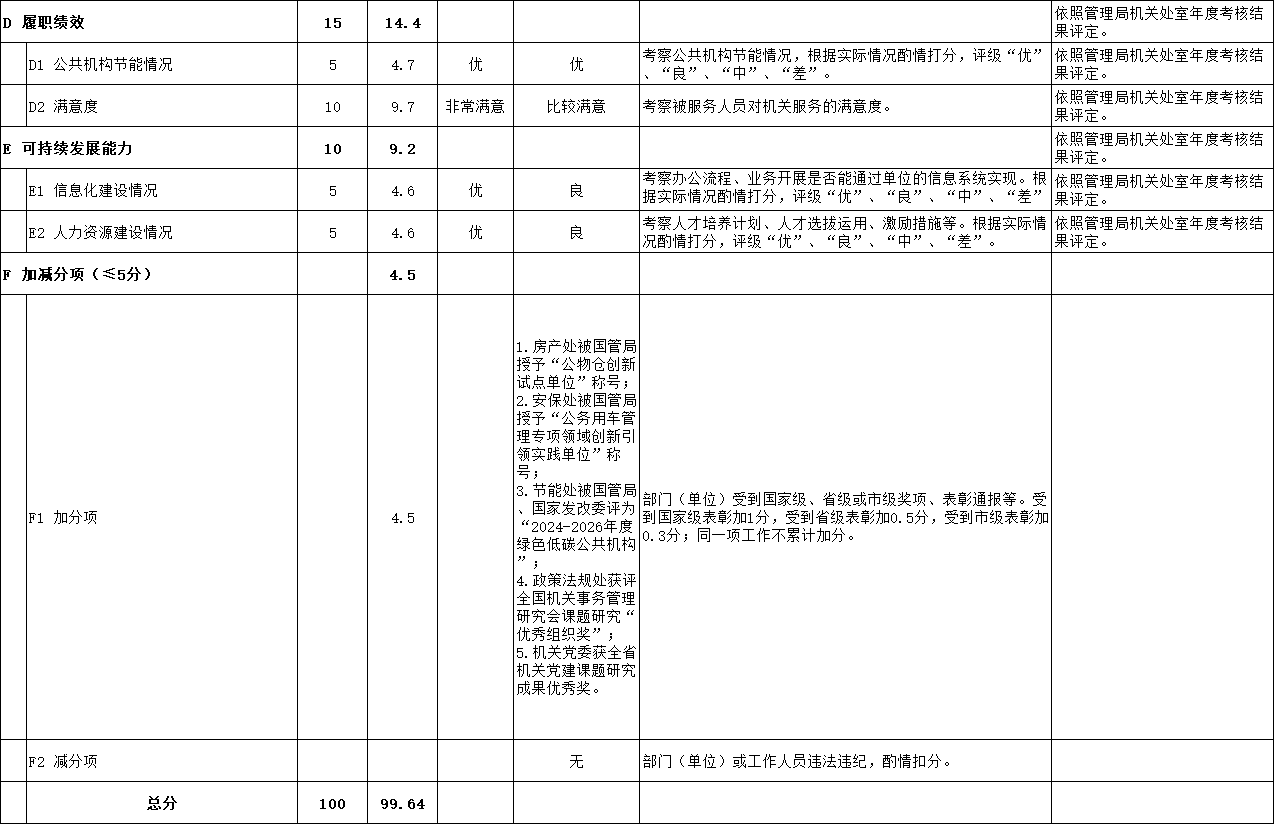 D 履职绩效 15 14.4 依照管理局机关处室年度考核结
果评定。
D1 公共机构节能情况 5 4.7 优 优 考察公共机构节能情况，根据实际情况酌情打分，评级“优”
、“良”、“中”、“差”。
依照管理局机关处室年度考核结
果评定。
D2 满意度 10 9.7 非常满意 比较满意 考察被服务人员对机关服务的满意度。 依照管理局机关处室年度考核结
果评定。
E 可持续发展能力 10 9.2 依照管理局机关处室年度考核结
果评定。
E1 信息化建设情况 5 4.6 优 良 考察办公流程、业务开展是否能通过单位的信息系统实现。根
据实际情况酌情打分，评级“优”、“良”、“中”、“差”
依照管理局机关处室年度考核结
果评定。
E2 人力资源建设情况 5 4.6 优 良 考察人才培养计划、人才选拔运用、激励措施等。根据实际情
况酌情打分，评级“优”、“良”、“中”、“差”。
依照管理局机关处室年度考核结
果评定。
F 加减分项（≤5分） 4.5
F1 加分项 4.5
1.房产处被国管局
授予“公物仓创新
试点单位”称号；
2.安保处被国管局
授予“公务用车管
理专项领域创新引
领实践单位”称
号；
3.节能处被国管局
、国家发改委评为
“2024-2026年度
绿色低碳公共机构
”；
4.政策法规处获评
全国机关事务管理
研究会课题研究“
优秀组织奖”；
5.机关党委获全省
机关党建课题研究
成果优秀奖。
部门（单位）受到国家级、省级或市级奖项、表彰通报等。受
到国家级表彰加1分，受到省级表彰加0.5分，受到市级表彰加
0.3分；同一项工作不累计加分。
F2 减分项 无 部门（单位）或工作人员违法违纪，酌情扣分。
总分 100 99.64